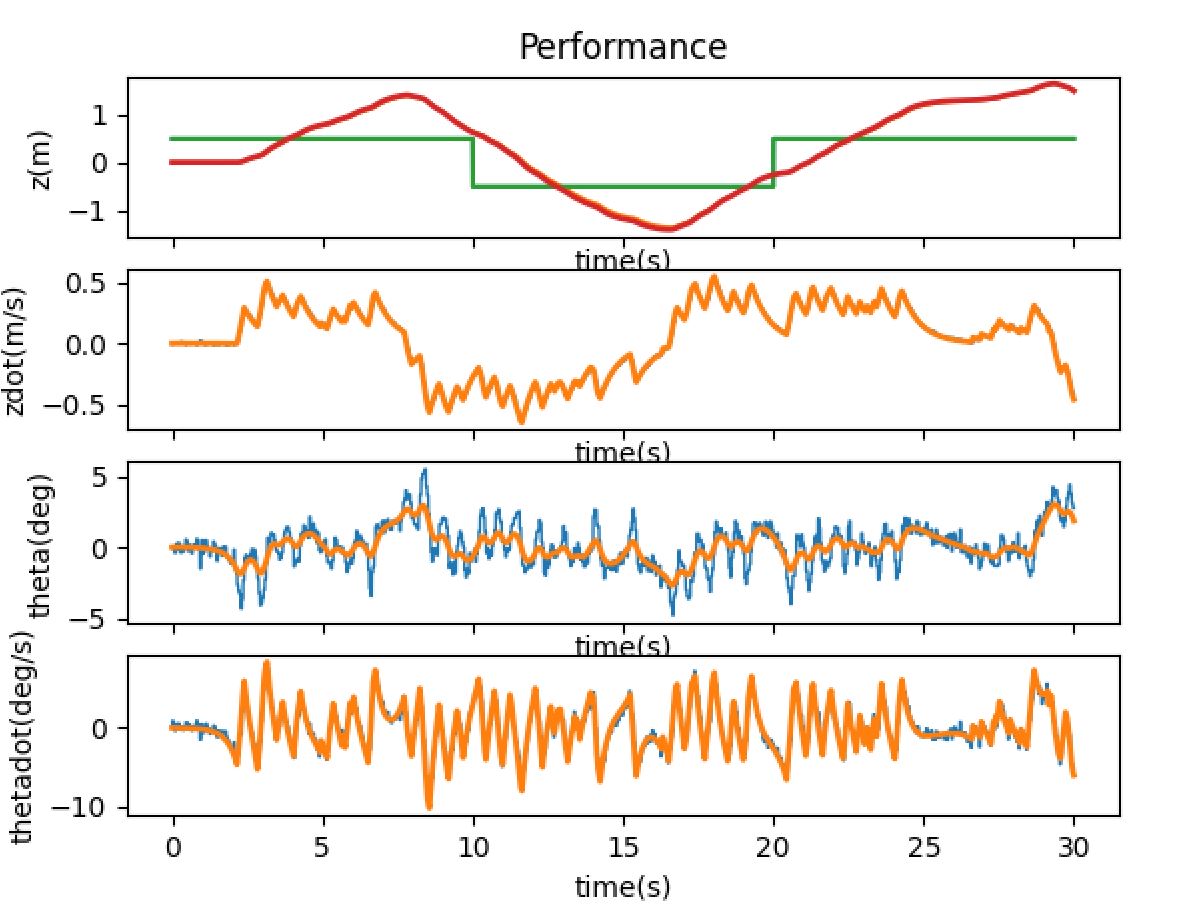 Performance
z(m)
1
0
−1
time(s)
zdot(m/s)
0.5
0.0
−0.5
time(s)
theta(deg)
5
0
−5
time(s)
thetadot(deg/s)
0
−10
0 5 10 15 20 25 30
time(s)